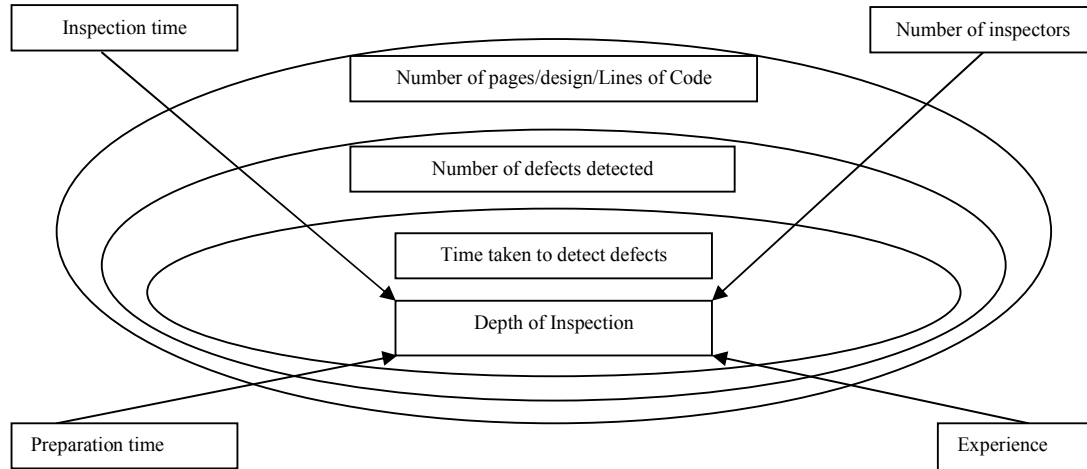 Inspection time
Number of inspectors
Number of pages/design/Lines of Code
Number of defects detected
Time taken to detect defects
Depth of Inspection
Preparation time
Experience